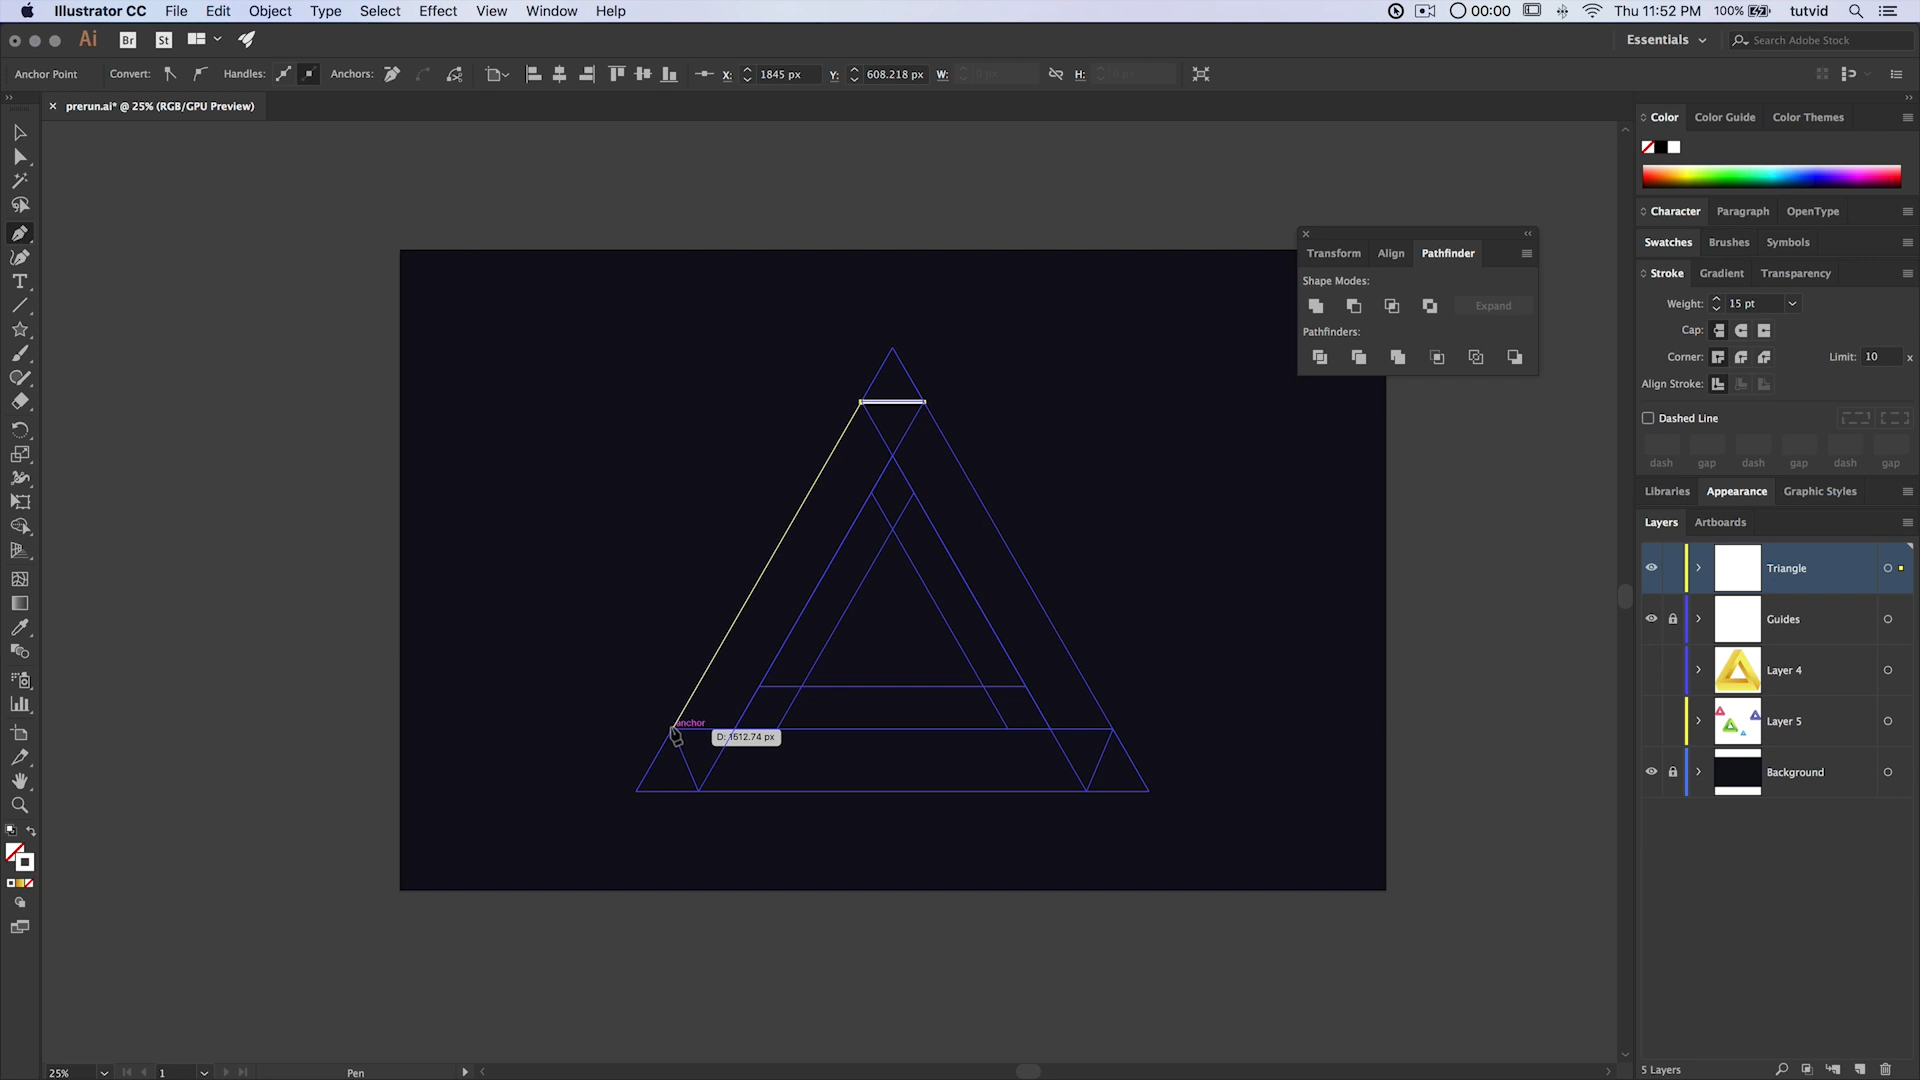 Illustrator CC File Edit Object Type Select Effect View Window Help 00:00 Thu 11:52 PM 100% tutvid
Ai Br St Essentials Search Adobe Stock
Anchor Point Convert: Handles: Anchors: X: 1845 px Y: 608.218 px W: 0 px H: 0 px
prerun.ai* @ 25% (RGB/GPU Preview)
Color Color Guide Color Themes
Character Paragraph OpenType
Swatches Brushes Symbols
Stroke Gradient Transparency
Weight: 15 pt
Cap:
Corner: Limit: 10 x
Align Stroke:
Dashed Line
dash gap dash gap dash gap
Libraries Appearance Graphic Styles
Layers Artboards
Triangle
Guides
Layer 4
Layer 5
Background
Transform Align Pathfinder
Shape Modes:
Expand
Pathfinders:
anchor
D: 1512.74 px
25% 1 Pen 5 Layers